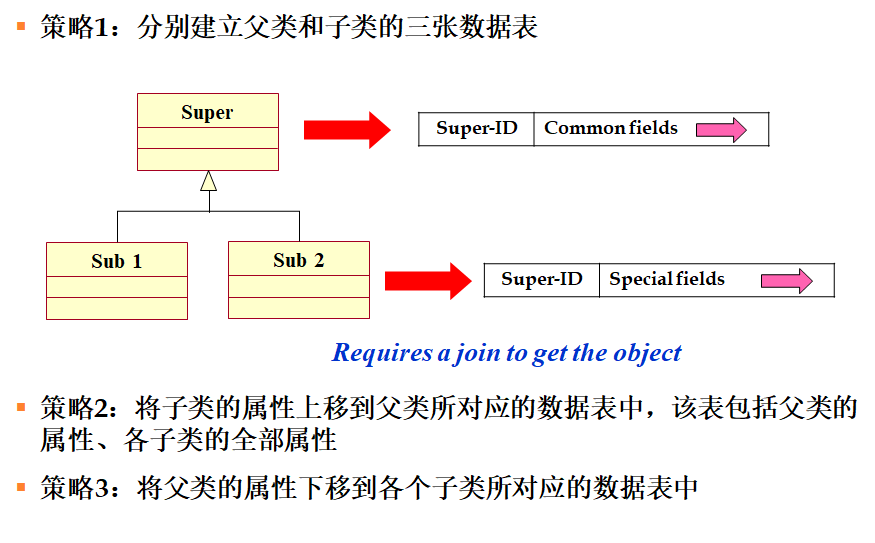 ▪ 策略1：分别建立父类和子类的三张数据表
Super
Super-ID Common fields
Sub 1 Sub 2
Super-ID Special fields
Requires a join to get the object
▪ 策略2：将子类的属性上移到父类所对应的数据表中，该表包括父类的
属性、各子类的全部属性
▪ 策略3：将父类的属性下移到各个子类所对应的数据表中